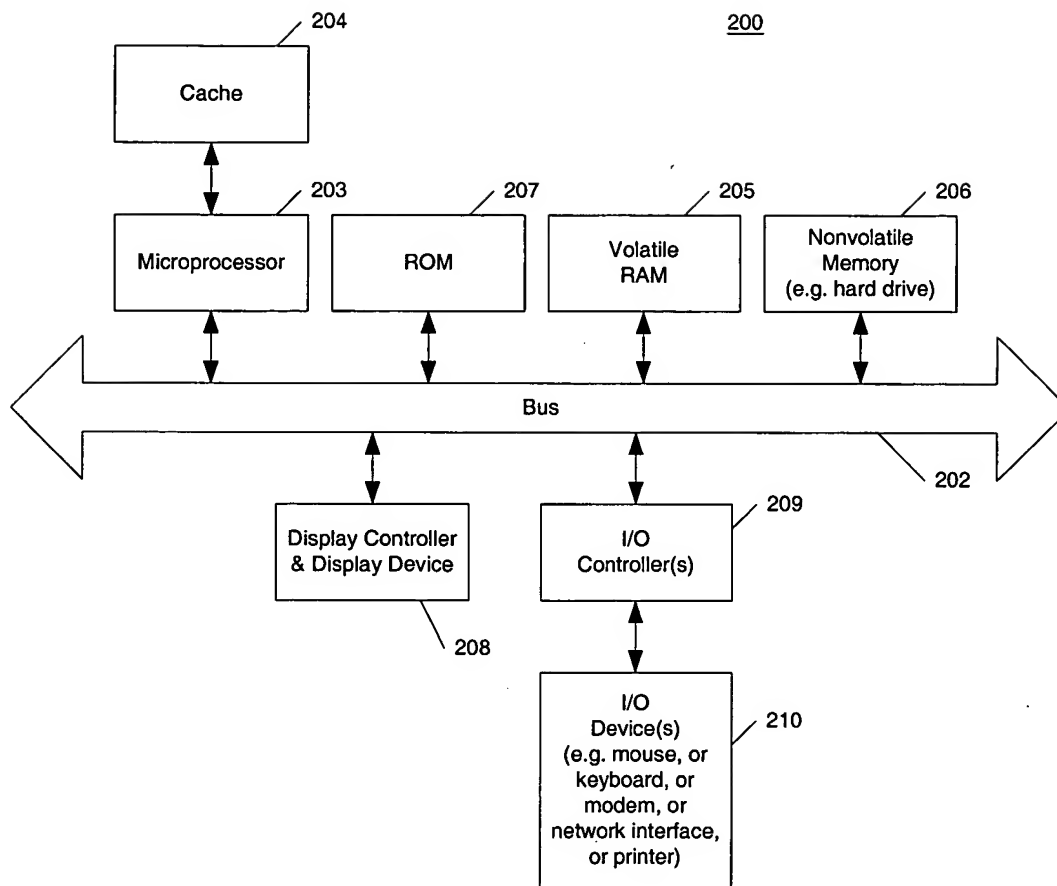 200
204
Cache
203
Microprocessor
207
ROM
205
Volatile
RAM
206
Nonvolatile
Memory
(e.g. hard drive)
Bus
202
Display Controller
& Display Device
208
209
I/O
Controller(s)
210
I/O
Device(s)
(e.g. mouse, or
keyboard, or
modem, or
network interface,
or printer)